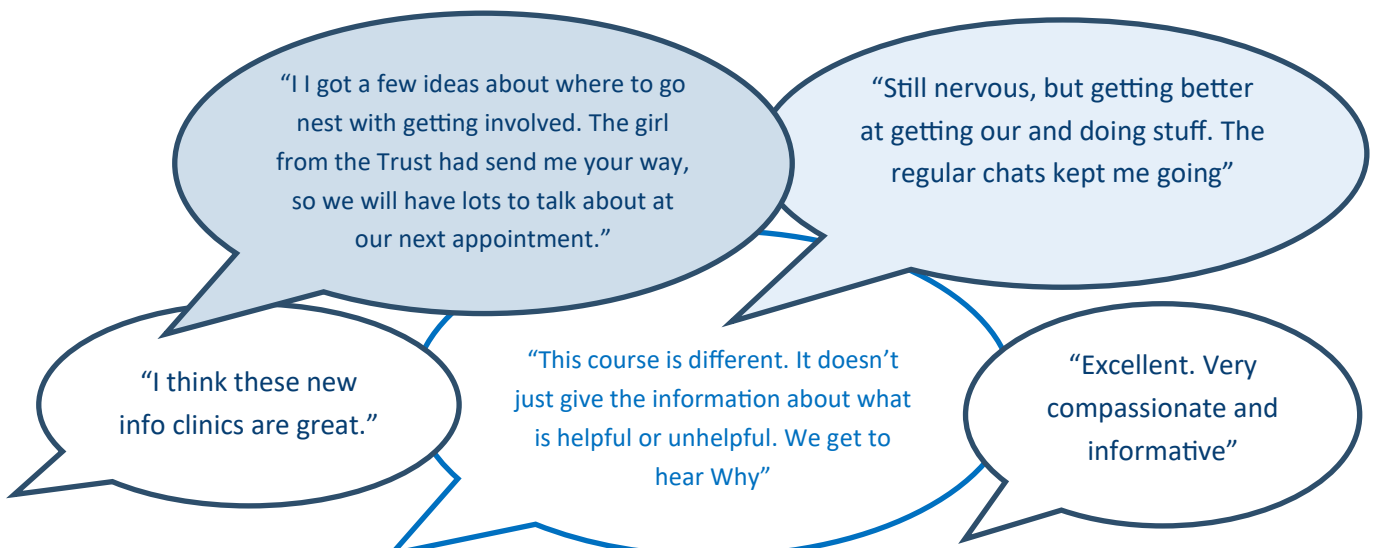 “I I got a few ideas about where to go
nest with getting involved. The girl
from the Trust had send me your way,
so we will have lots to talk about at
our next appointment.”
“Still nervous, but getting better
at getting our and doing stuff. The
regular chats kept me going”
“I think these new
info clinics are great.”
“This course is different. It doesn’t
just give the information about what
is helpful or unhelpful. We get to
hear Why”
“Excellent. Very
compassionate and
informative”